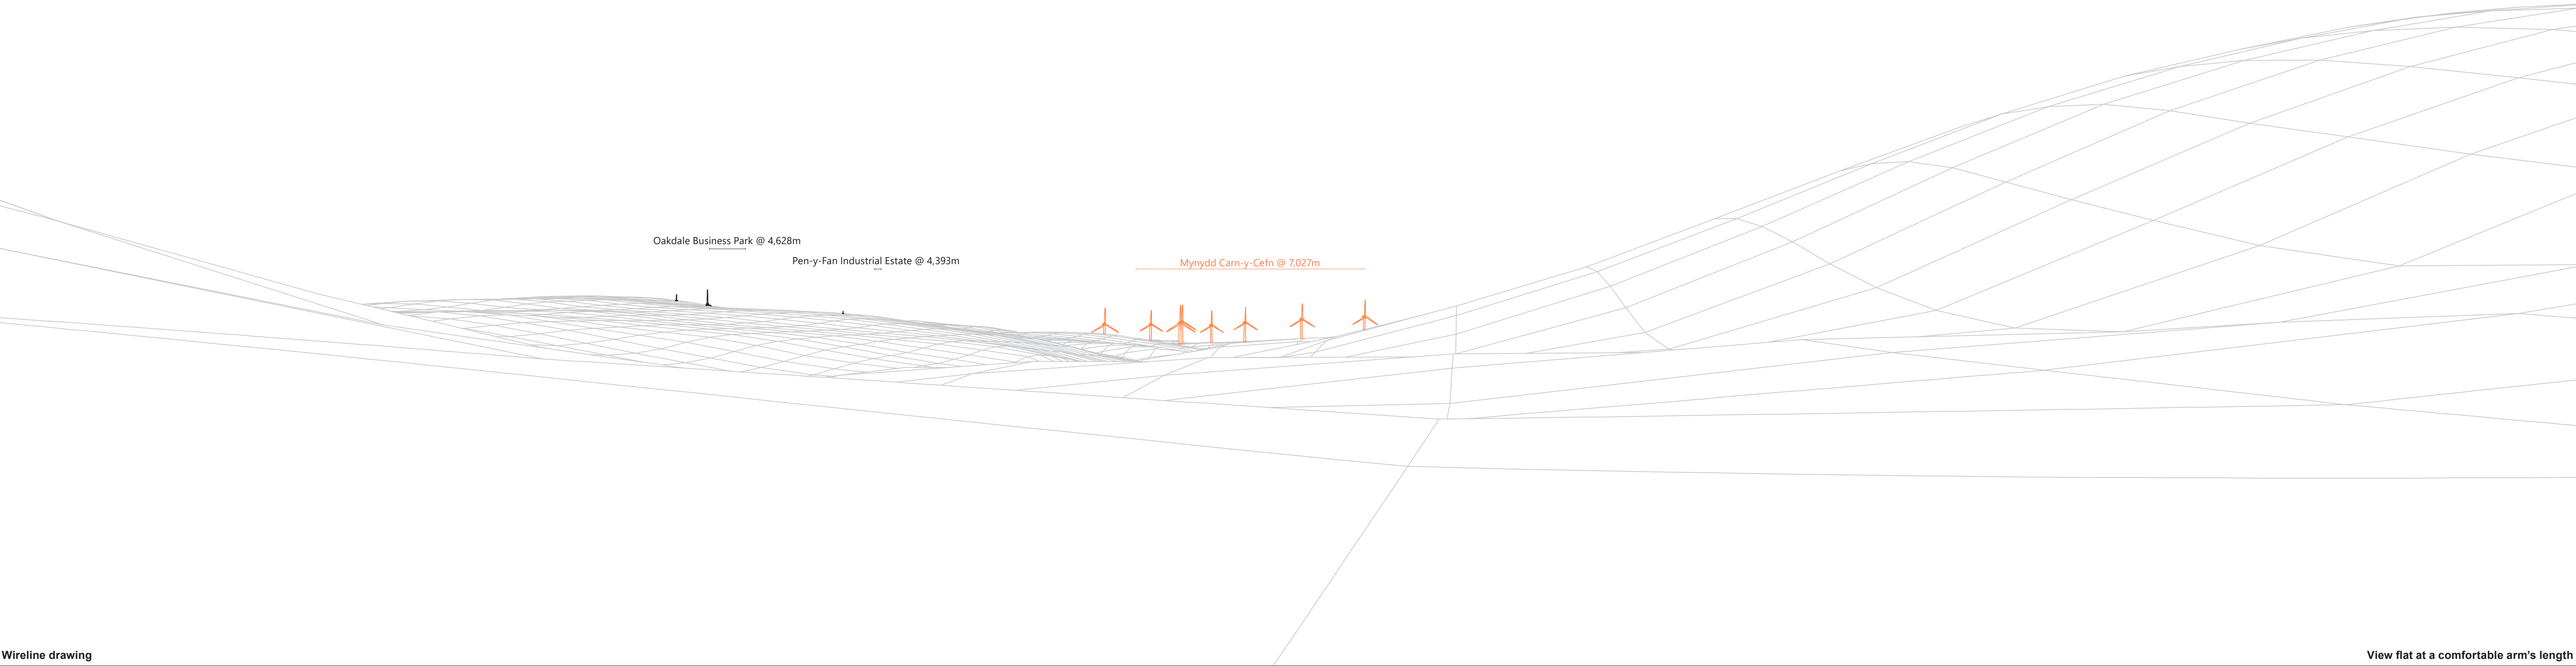 Oakdale Business Park @ 4,628m
Pen-y-Fan Industrial Estate @ 4,393m
Mynydd Carn-y-Cefn @ 7,027m
Wireline drawing
View flat at a comfortable arm's length